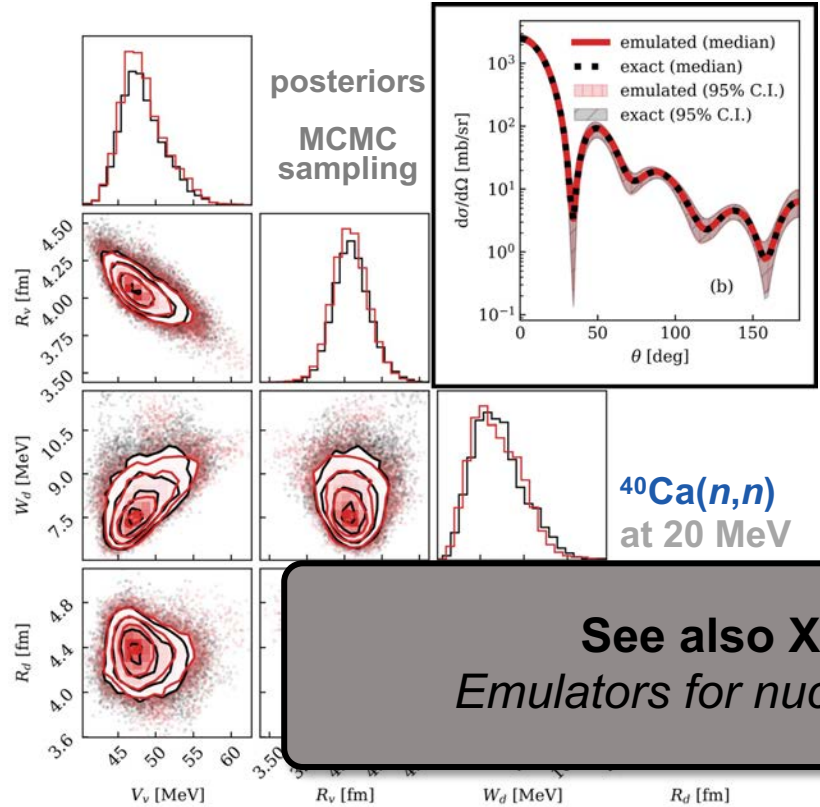 posteriors
MCMC
sampling
emulated (median)
exact (median)
emulated (95% C.I.)
exact (95% C.I.)
10³
10²
10¹
10⁰
10⁻¹
dσ/dΩ [mb/sr]
(b)
0 50 100 150
θ [deg]
4.50
4.25
4.00
3.75
3.50
R_v [fm]
10.5
9.0
7.5
W_d [MeV]
⁴⁰Ca(n,n)
at 20 MeV
4.8
4.4
4.0
3.6
R_d [fm]
See also X
Emulators for nuc
45 50 55 60 3.50
V_v [MeV] R_v [fm] W_d [MeV] R_d [fm]